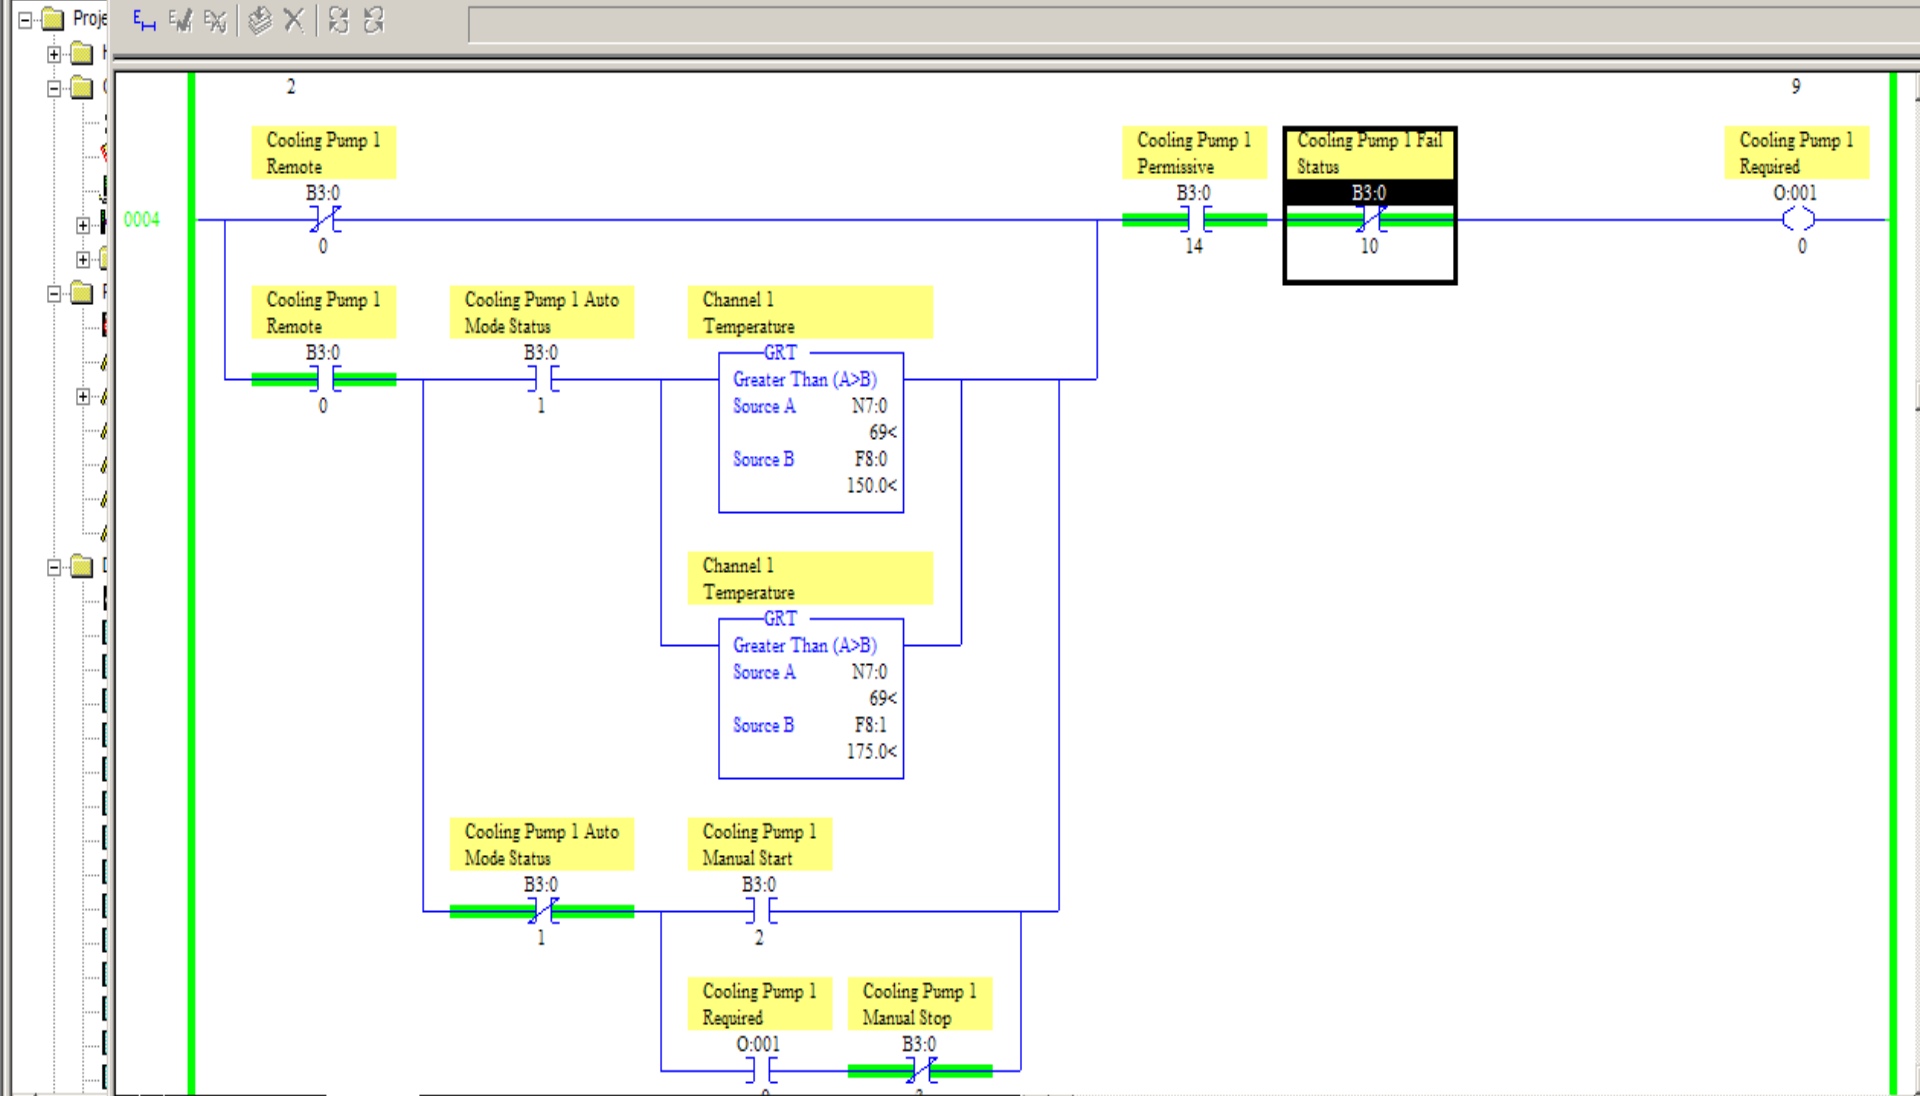 Proje
2
9
Cooling Pump 1
Remote
B3:0
0
Cooling Pump 1
Permissive
B3:0
14
Cooling Pump 1 Fail
Status
B3:0
10
Cooling Pump 1
Required
O:001
0
0004
Cooling Pump 1
Remote
B3:0
0
Cooling Pump 1 Auto
Mode Status
B3:0
1
Channel 1
Temperature
GRT
Greater Than (A>B)
Source A N7:0
69<
Source B F8:0
150.0<
Channel 1
Temperature
GRT
Greater Than (A>B)
Source A N7:0
69<
Source B F8:1
175.0<
Cooling Pump 1 Auto
Mode Status
B3:0
1
Cooling Pump 1
Manual Start
B3:0
2
Cooling Pump 1
Required
O:001
Cooling Pump 1
Manual Stop
B3:0